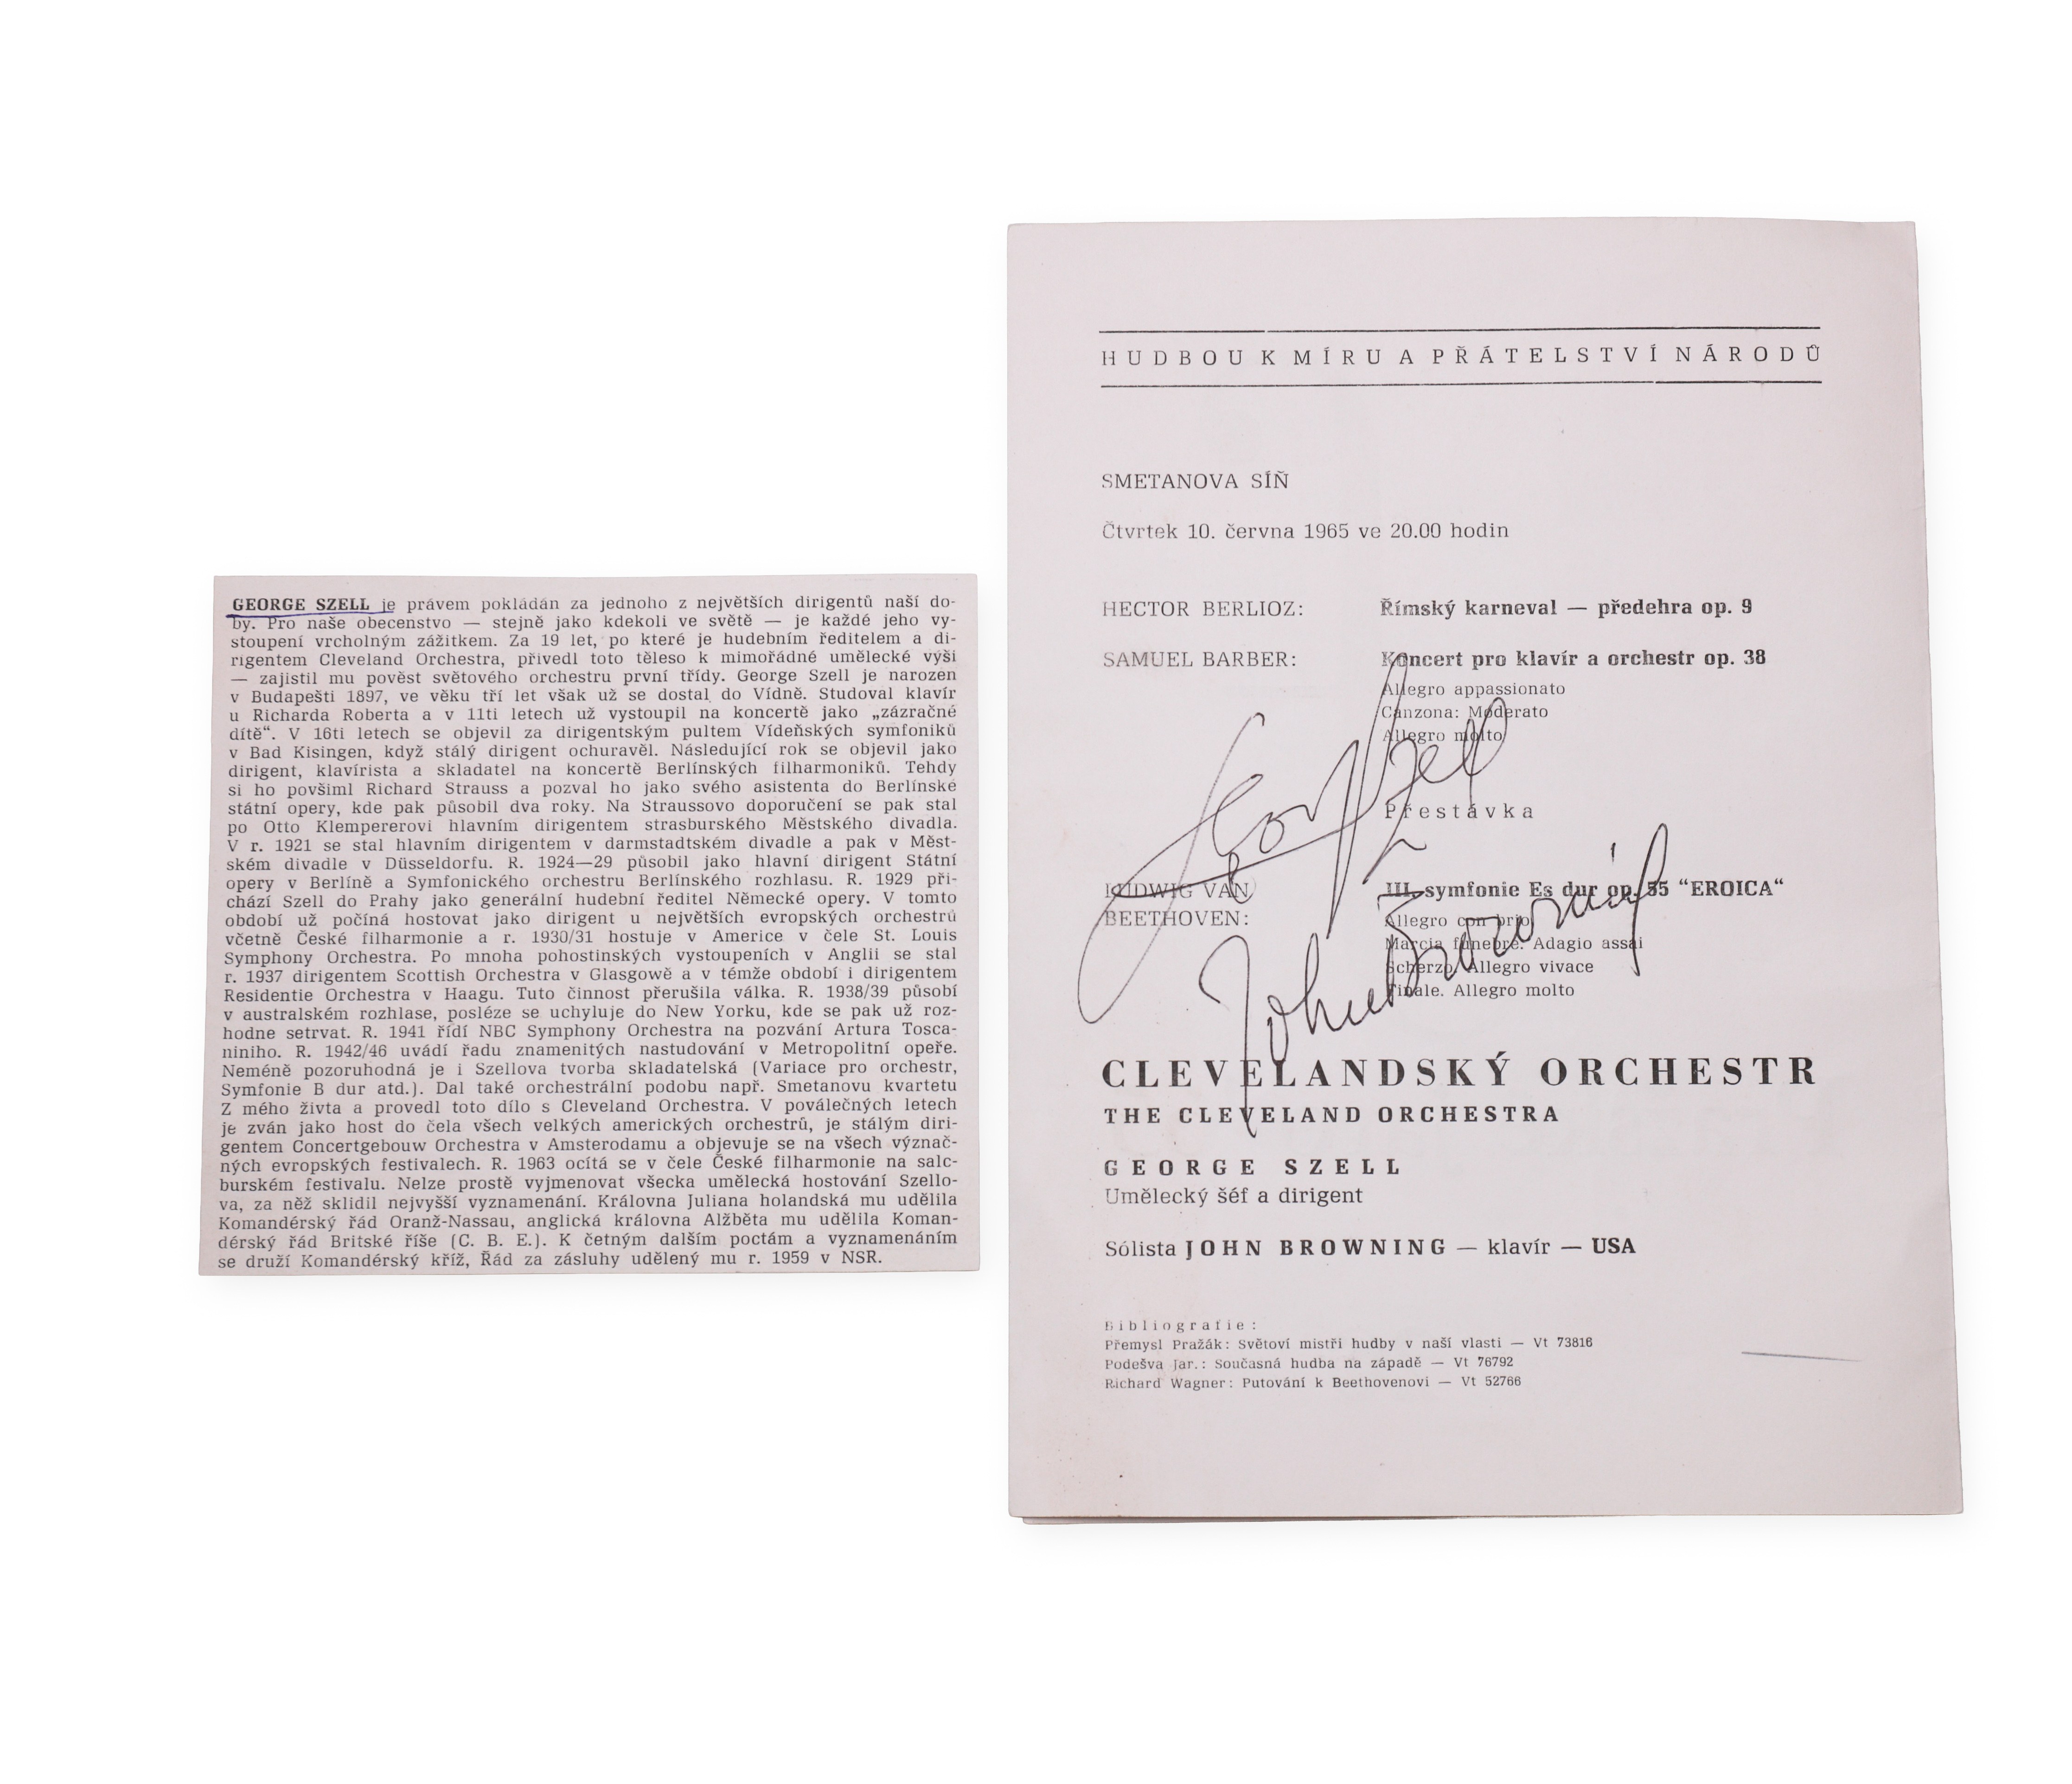 GEORGE SZELL je právem pokládán za jednoho z největších dirigentů naší do-
by. Pro naše obecenstvo — stejně jako kdekoli ve světě — je každé jeho vy-
stoupení vrcholným zážitkem. Za 19 let, po které je hudebním ředitelem a di-
rigentem Cleveland Orchestra, přivedl toto těleso k mimořádné umělecké výši
— zajistil mu pověst světového orchestru první třídy. George Szell je narozen
v Budapešti 1897, ve věku tří let však už se dostal do Vídně. Studoval klavír
u Richarda Roberta a v 11ti letech už vystoupil na koncertě jako „zázračné
dítě“. V 16ti letech se objevil za dirigentským pultem Vídeňských symfoniků
v Bad Kisingen, když stálý dirigent ochuravěl. Následující rok se objevil jako
dirigent, klavírista a skladatel na koncertě Berlínských filharmoniků. Tehdy
si ho povšiml Richard Strauss a pozval ho jako svého asistenta do Berlínské
státní opery, kde pak působil dva roky. Na Straussovo doporučení se pak stal
po Otto Klempererovi hlavním dirigentem strasburského Městského divadla.
V r. 1921 se stal hlavním dirigentem v darmstadtském divadle a pak v Měst-
ském divadle v Düsseldorfu. R. 1924—29 působil jako hlavní dirigent Státní
opery v Berlíně a Symfonického orchestru Berlínského rozhlasu. R. 1929 při-
chází Szell do Prahy jako generální hudební ředitel Německé opery. V tomto
období už počíná hostovat jako dirigent u největších evropských orchestrů
včetně České filharmonie a r. 1930/31 hostuje v Americe v čele St. Louis
Symphony Orchestra. Po mnoha pohostinských vystoupeních v Anglii se stal
r. 1937 dirigentem Scottish Orchestra v Glasgowě a v témže období i dirigentem
Residentie Orchestra v Haagu. Tuto činnost přerušila válka. R. 1938/39 působí
v australském rozhlase, posléze se uchyluje do New Yorku, kde se pak už roz-
hodne setrvat. R. 1941 řídí NBC Symphony Orchestra na pozvání Artura Tosca-
niniho. R. 1942/46 uvádí řadu znamenitých nastudování v Metropolitní opeře.
Neméně pozoruhodná je i Szellova tvorba skladatelská (Variace pro orchestr,
Symfonie B dur atd.). Dal také orchestrální podobu např. Smetanovu kvartetu
Z mého živta a provedl toto dílo s Cleveland Orchestra. V poválečných letech
je zván jako host do čela všech velkých amerických orchestrů, je stálým diri-
gentem Concertgebouw Orchestra v Amsterodamu a objevuje se na všech význač-
ných evropských festivalech. R. 1963 ocítá se v čele České filharmonie na salc-
burském festivalu. Nelze prostě vyjmenovat všecka umělecká hostování Szello-
va, za něž sklidil nejvyšší vyznamenání. Královna Juliana holandská mu udělila
Komandérský řád Oranž-Nassau, anglická královna Alžběta mu udělila Koman-
dérský řád Britské říše (C. B. E.). K četným dalším poctám a vyznamenáním
se druží Komandérský kříž, Řád za zásluhy udělený mu r. 1959 v NSR.
HUDBOU K MÍRU A PŘÁTELSTVÍ NÁRODŮ
SMETANOVA SÍŇ
Čtvrtek 10. června 1965 ve 20.00 hodin
HECTOR BERLIOZ: Římský karneval — předehra op. 9
SAMUEL BARBER: Koncert pro klavír a orchestr op. 38
Allegro appassionato
Canzona: Moderato
Allegro molto
George Szell
Přestávka
LUDWIG VAN III. symfonie Es dur op. 55 “EROICA“
BEETHOVEN: Allegro con brio
Marcia funebre. Adagio assai
Scherzo. Allegro vivace
Finale. Allegro molto
John Browning
CLEVELANDSKÝ ORCHESTR
THE CLEVELAND ORCHESTRA
GEORGE SZELL
Umělecký šéf a dirigent
Sólista JOHN BROWNING — klavír — USA
Bibliografie:
Přemysl Pražák: Světoví mistři hudby v naší vlasti — Vt 73816
Podešva Jar.: Současná hudba na západě — Vt 76792
Richard Wagner: Putování k Beethovenovi — Vt 52766